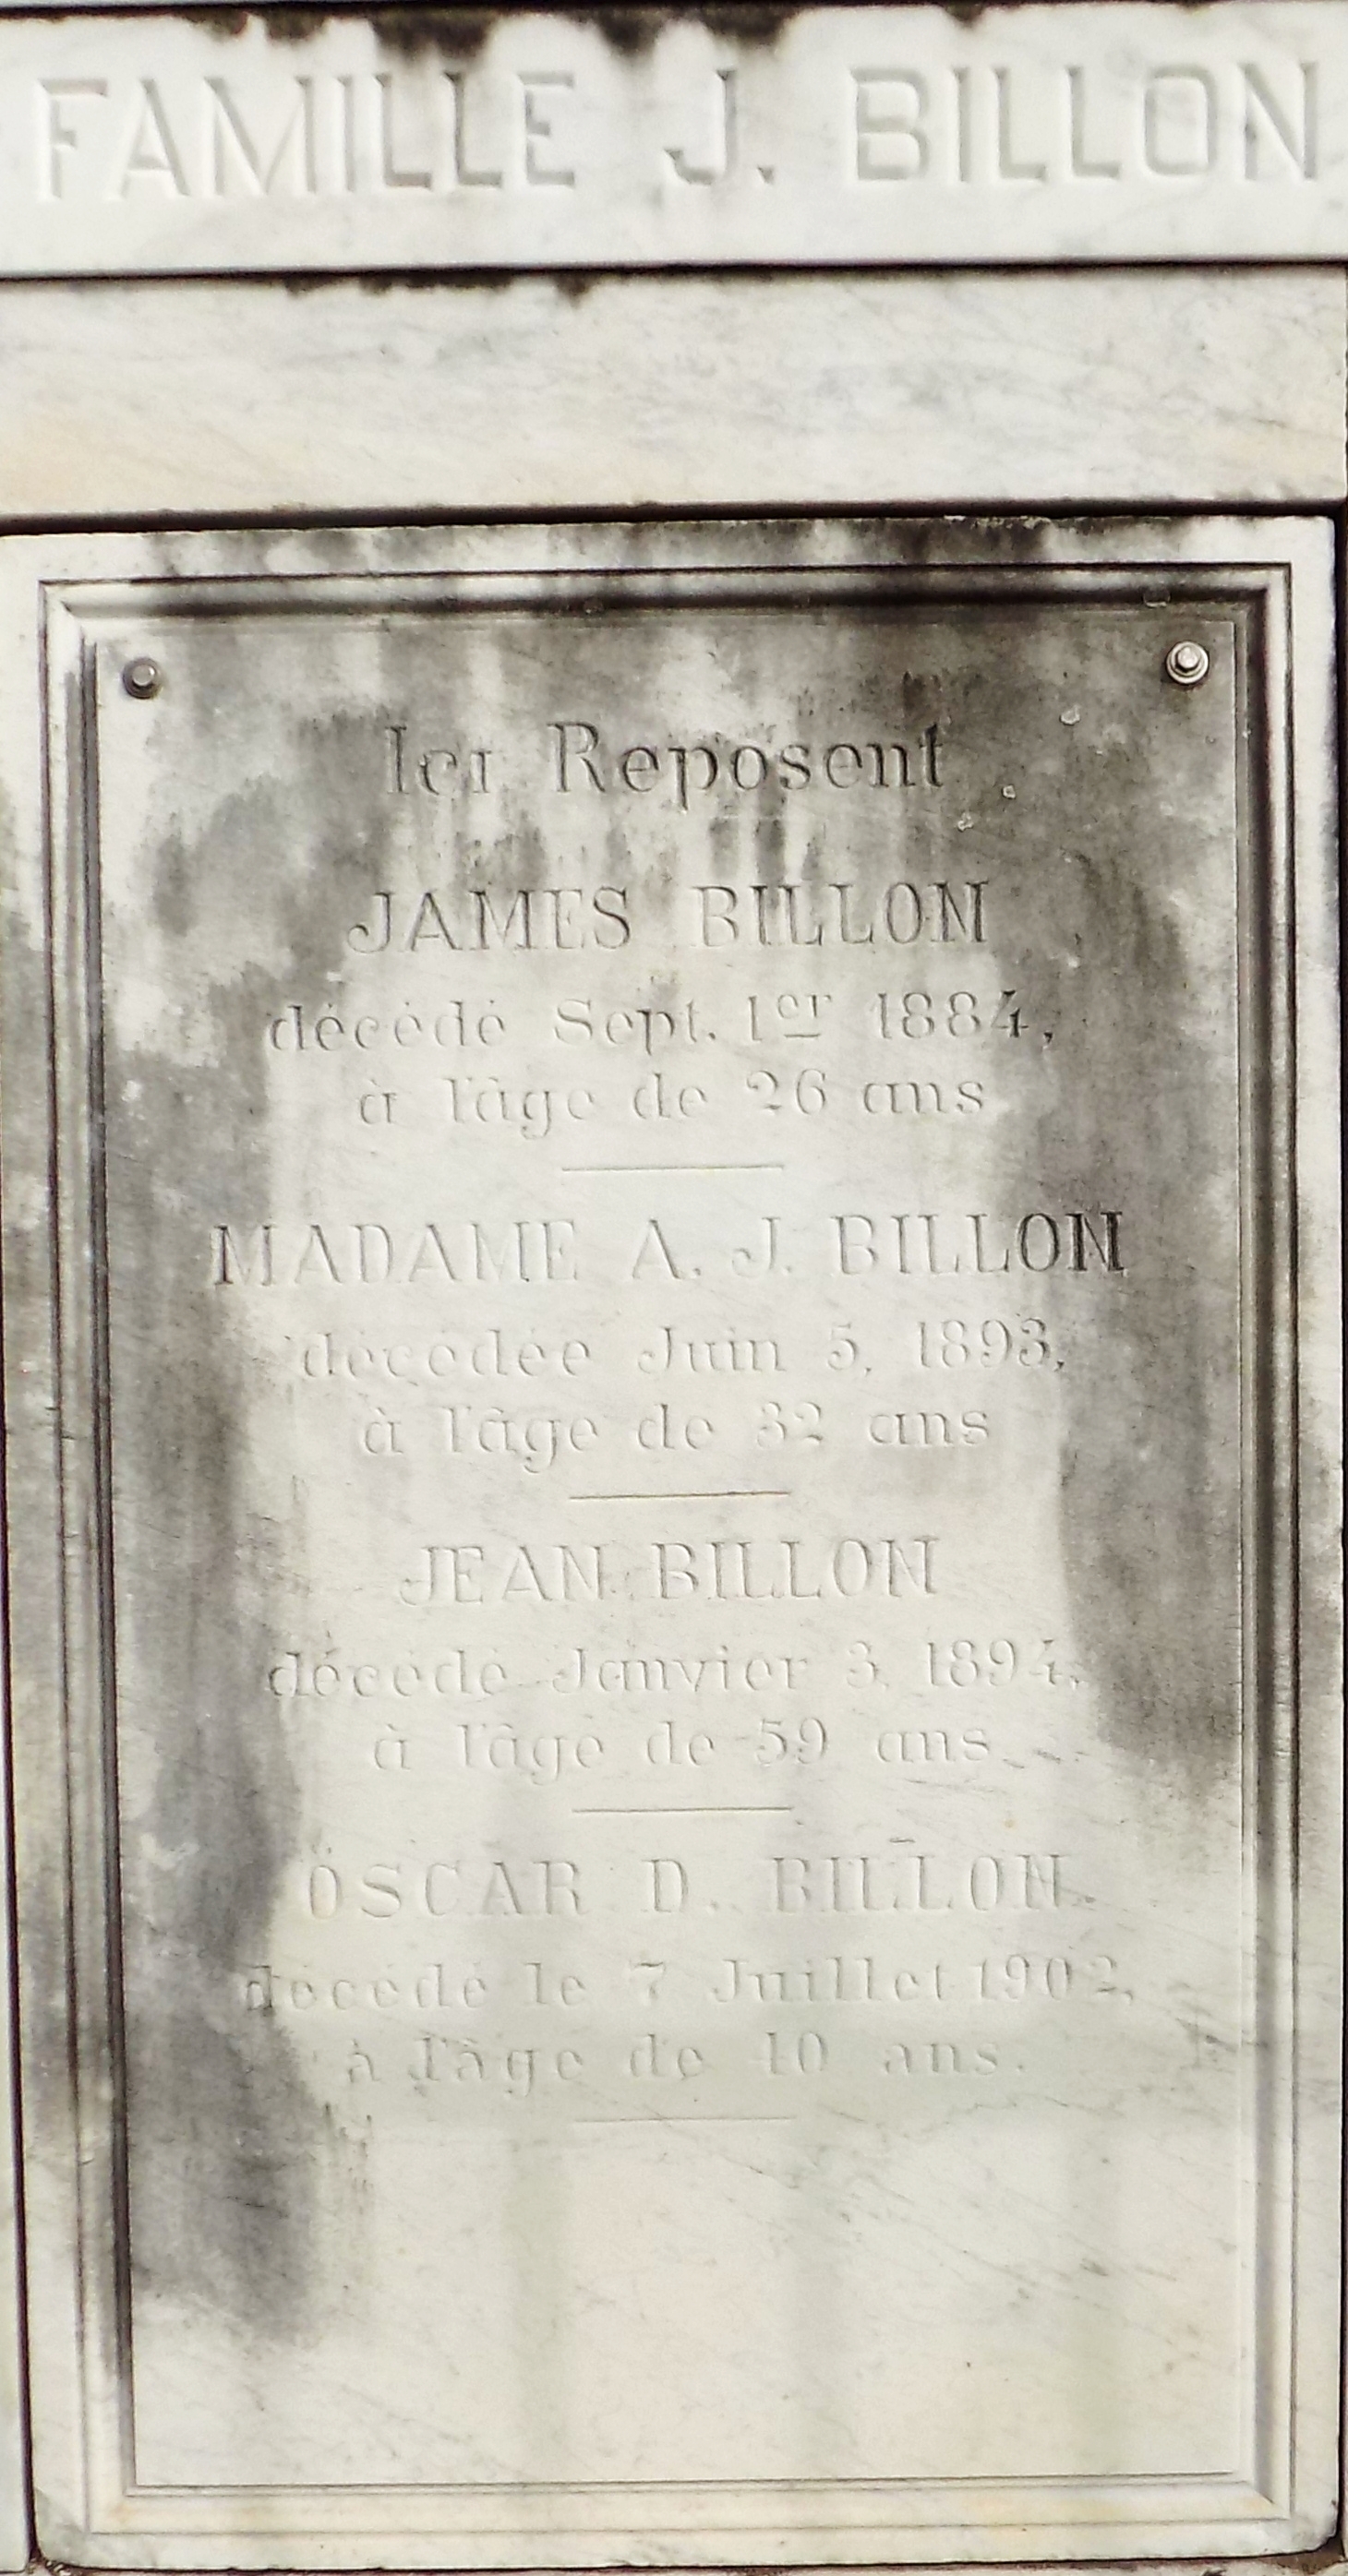 FAMILLE J. BILLON
Ici Reposent
JAMES BILLON
décédé Sept. 1er 1884,
à l'âge de 26 ans
MADAME A. J. BILLON
décédée Juin 5, 1893,
à l'âge de 32 ans
JEAN BILLON
décédé Janvier 3, 1894,
à l'âge de 59 ans
OSCAR D. BILLON.
décédé le 7 Juillet 1902,
à l'âge de 40 ans.